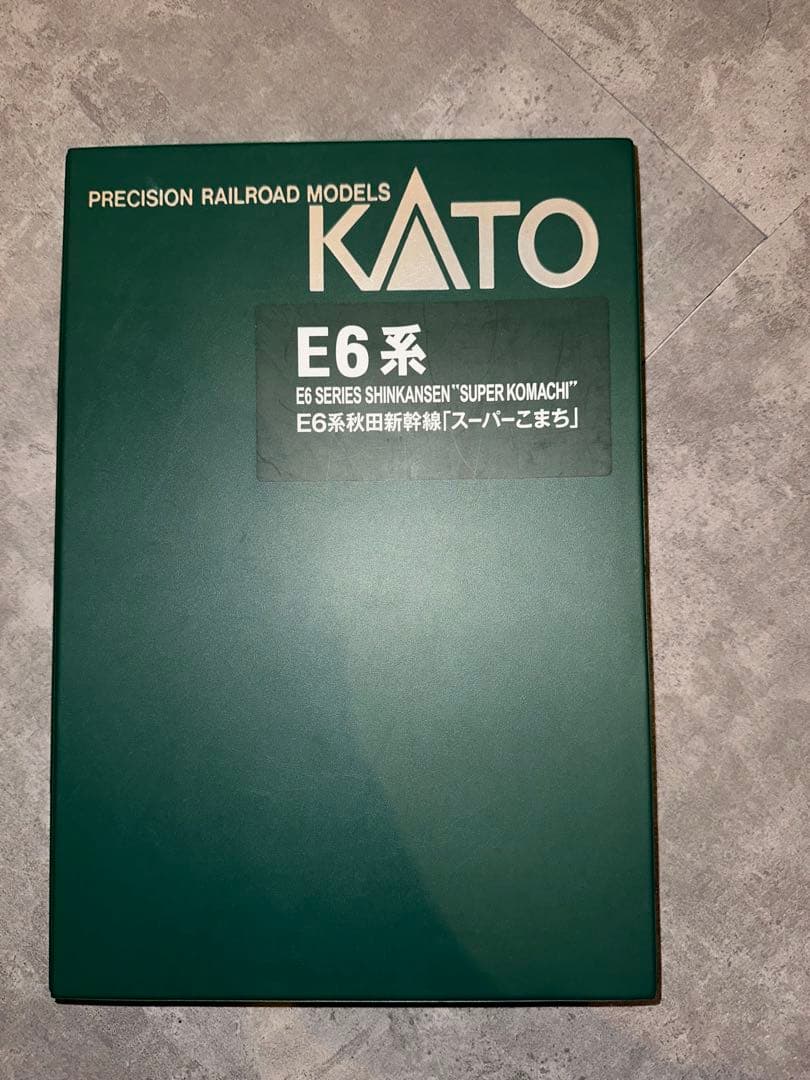 PRECISION RAILROAD MODELS
KATO
E6系
E6 SERIES SHINKANSEN "SUPER KOMACHI"
E6系秋田新幹線「スーパーこまち」